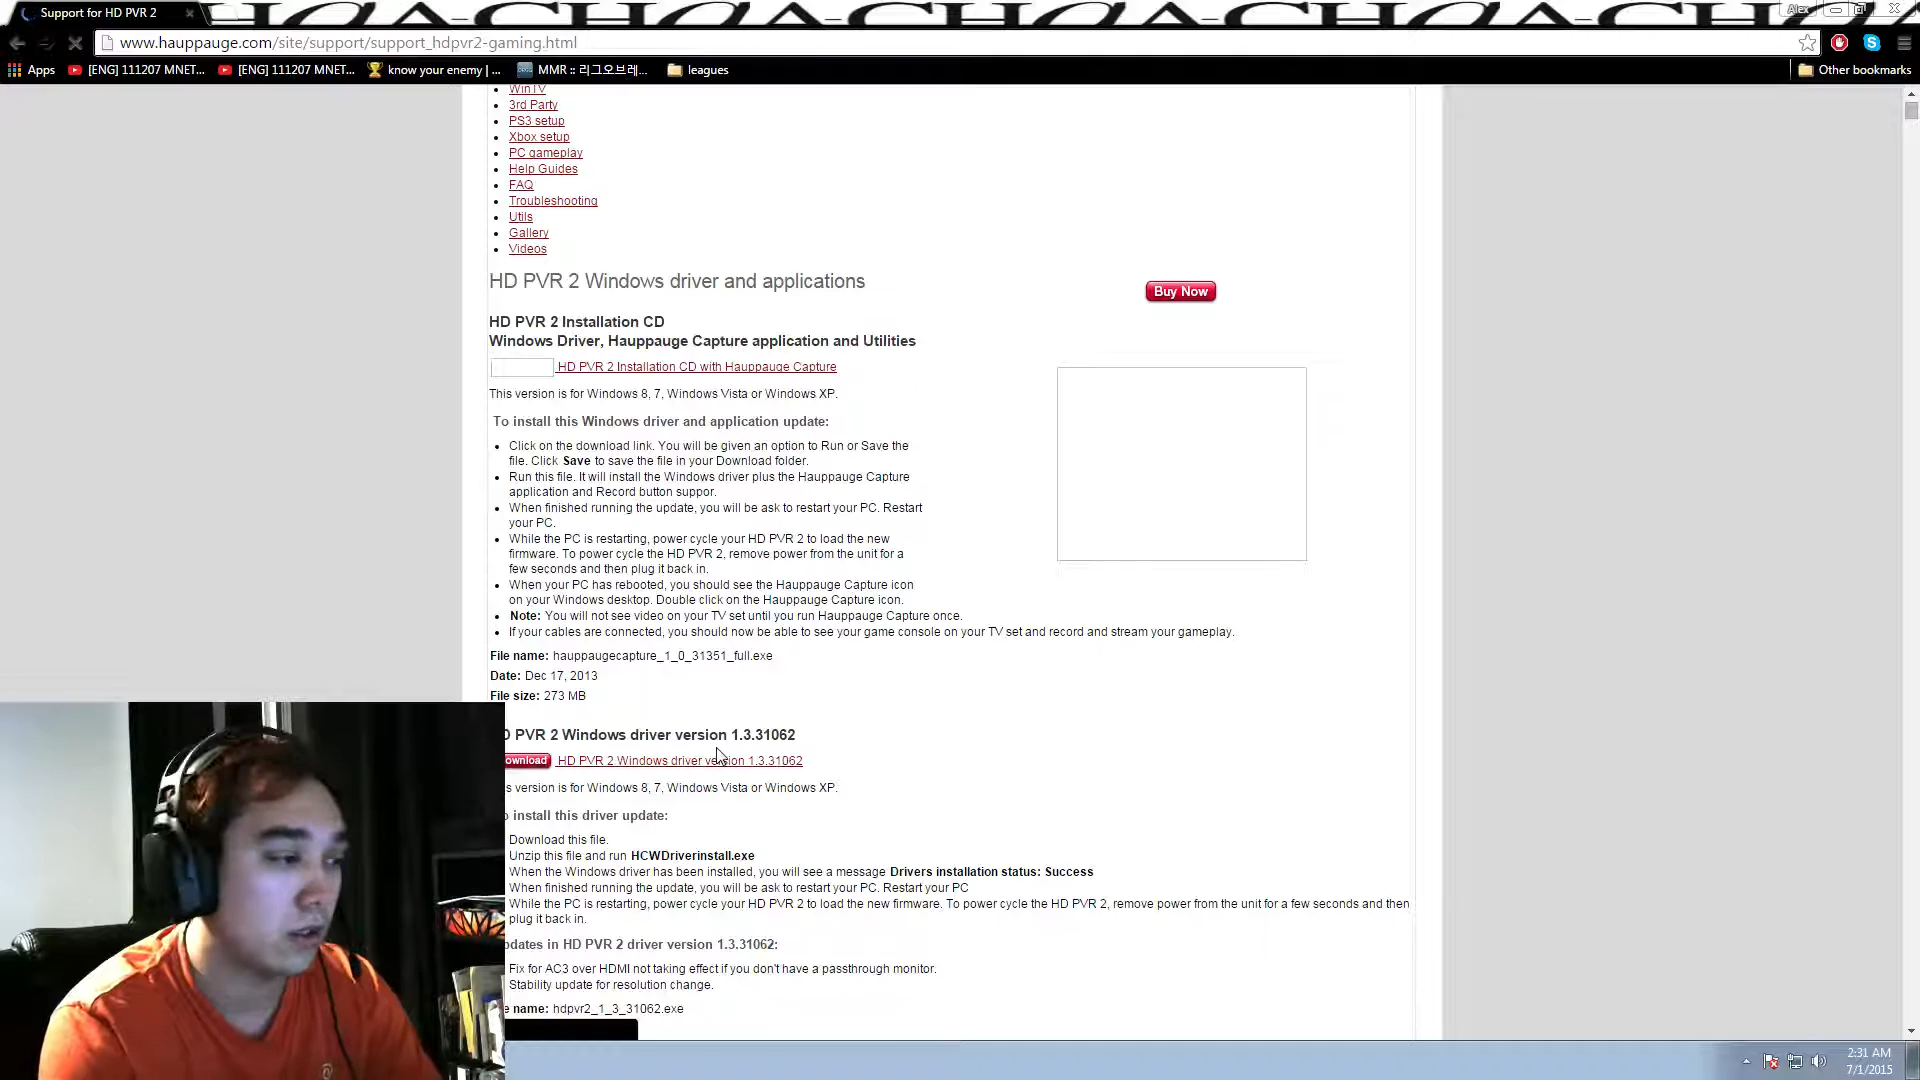 Support for HD PVR 2
Alex
www.hauppauge.com/site/support/support_hdpvr2-gaming.html
Apps
[ENG] 111207 MNET...
[ENG] 111207 MNET...
know your enemy | ...
MMR :: 리그오브레...
leagues
Other bookmarks
WinTV
3rd Party
PS3 setup
Xbox setup
PC gameplay
Help Guides
FAQ
Troubleshooting
Utils
Gallery
Videos
HD PVR 2 Windows driver and applications
Buy Now
HD PVR 2 Installation CD
Windows Driver, Hauppauge Capture application and Utilities
HD PVR 2 Installation CD with Hauppauge Capture
This version is for Windows 8, 7, Windows Vista or Windows XP.
To install this Windows driver and application update:
Click on the download link. You will be given an option to Run or Save the
file. Click Save to save the file in your Download folder.
Run this file. It will install the Windows driver plus the Hauppauge Capture
application and Record button suppor.
When finished running the update, you will be ask to restart your PC. Restart
your PC.
While the PC is restarting, power cycle your HD PVR 2 to load the new
firmware. To power cycle the HD PVR 2, remove power from the unit for a
few seconds and then plug it back in.
When your PC has rebooted, you should see the Hauppauge Capture icon
on your Windows desktop. Double click on the Hauppauge Capture icon.
Note: You will not see video on your TV set until you run Hauppauge Capture once.
If your cables are connected, you should now be able to see your game console on your TV set and record and stream your gameplay.
File name: hauppaugecapture_1_0_31351_full.exe
Date: Dec 17, 2013
File size: 273 MB
D PVR 2 Windows driver version 1.3.31062
ownload HD PVR 2 Windows driver version 1.3.31062
s version is for Windows 8, 7, Windows Vista or Windows XP.
o install this driver update:
Download this file.
Unzip this file and run HCWDriverinstall.exe
When the Windows driver has been installed, you will see a message Drivers installation status: Success
When finished running the update, you will be ask to restart your PC. Restart your PC
While the PC is restarting, power cycle your HD PVR 2 to load the new firmware. To power cycle the HD PVR 2, remove power from the unit for a few seconds and then
plug it back in.
pdates in HD PVR 2 driver version 1.3.31062:
Fix for AC3 over HDMI not taking effect if you don't have a passthrough monitor.
Stability update for resolution change.
e name: hdpvr2_1_3_31062.exe
2:31 AM
7/1/2015